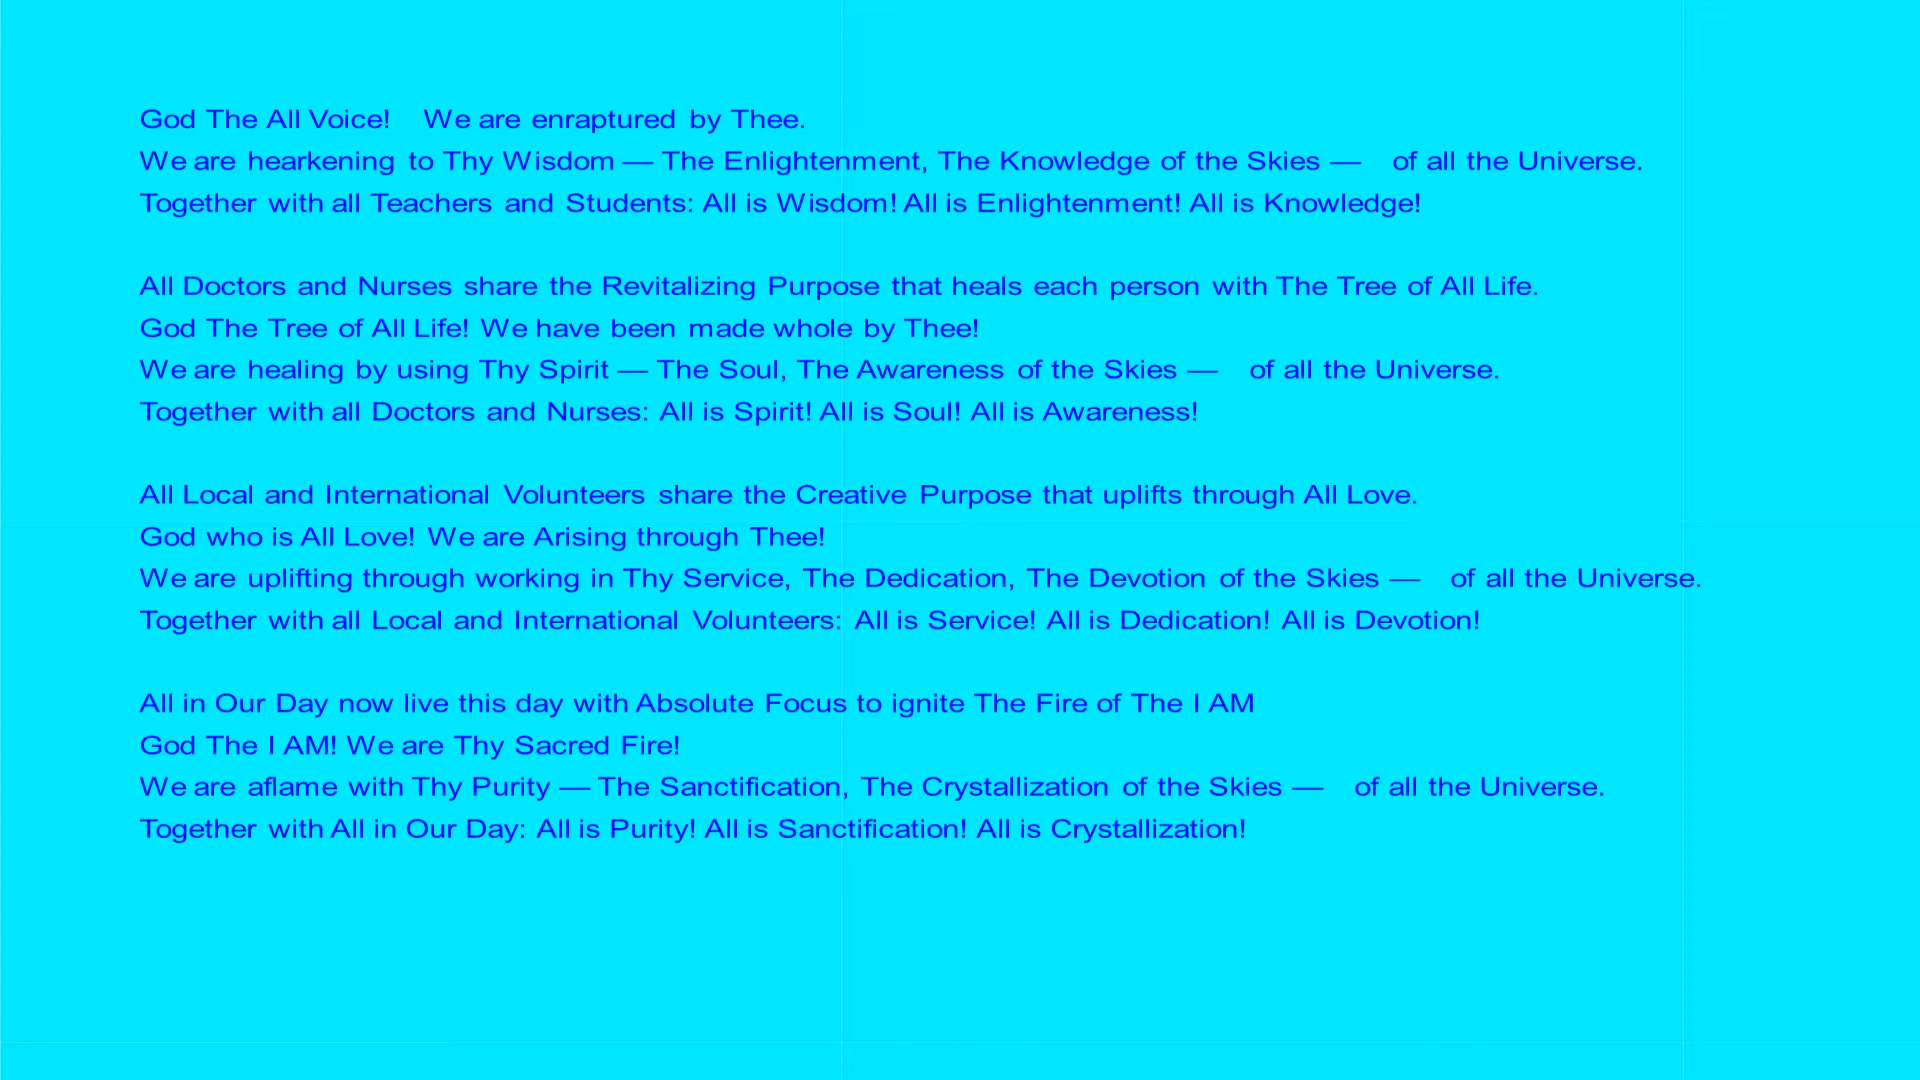 God The All Voice! We are enraptured by Thee.
We are hearkening to Thy Wisdom — The Enlightenment, The Knowledge of the Skies — of all the Universe.
Together with all Teachers and Students: All is Wisdom! All is Enlightenment! All is Knowledge!
All Doctors and Nurses share the Revitalizing Purpose that heals each person with The Tree of All Life.
God The Tree of All Life! We have been made whole by Thee!
We are healing by using Thy Spirit — The Soul, The Awareness of the Skies — of all the Universe.
Together with all Doctors and Nurses: All is Spirit! All is Soul! All is Awareness!
All Local and International Volunteers share the Creative Purpose that uplifts through All Love.
God who is All Love! We are Arising through Thee!
We are uplifting through working in Thy Service, The Dedication, The Devotion of the Skies — of all the Universe.
Together with all Local and International Volunteers: All is Service! All is Dedication! All is Devotion!
All in Our Day now live this day with Absolute Focus to ignite The Fire of The I AM
God The I AM! We are Thy Sacred Fire!
We are aflame with Thy Purity — The Sanctification, The Crystallization of the Skies — of all the Universe.
Together with All in Our Day: All is Purity! All is Sanctification! All is Crystallization!